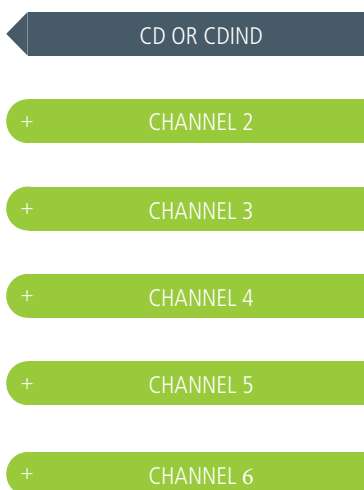 CD OR CDIND
+ CHANNEL 2
+ CHANNEL 3
+ CHANNEL 4
+ CHANNEL 5
+ CHANNEL 6